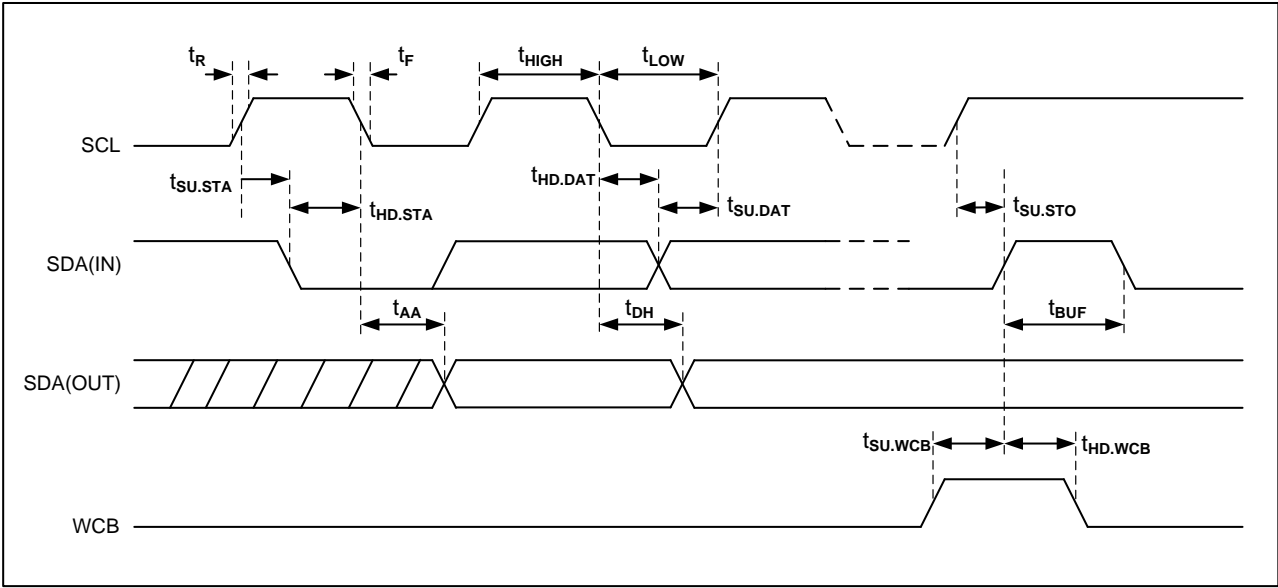 tR
tF
tHIGH
tLOW
SCL
tSU.STA
tHD.STA
tHD.DAT
tSU.DAT
tSU.STO
SDA(IN)
tAA
tDH
tBUF
SDA(OUT)
tSU.WCB
tHD.WCB
WCB